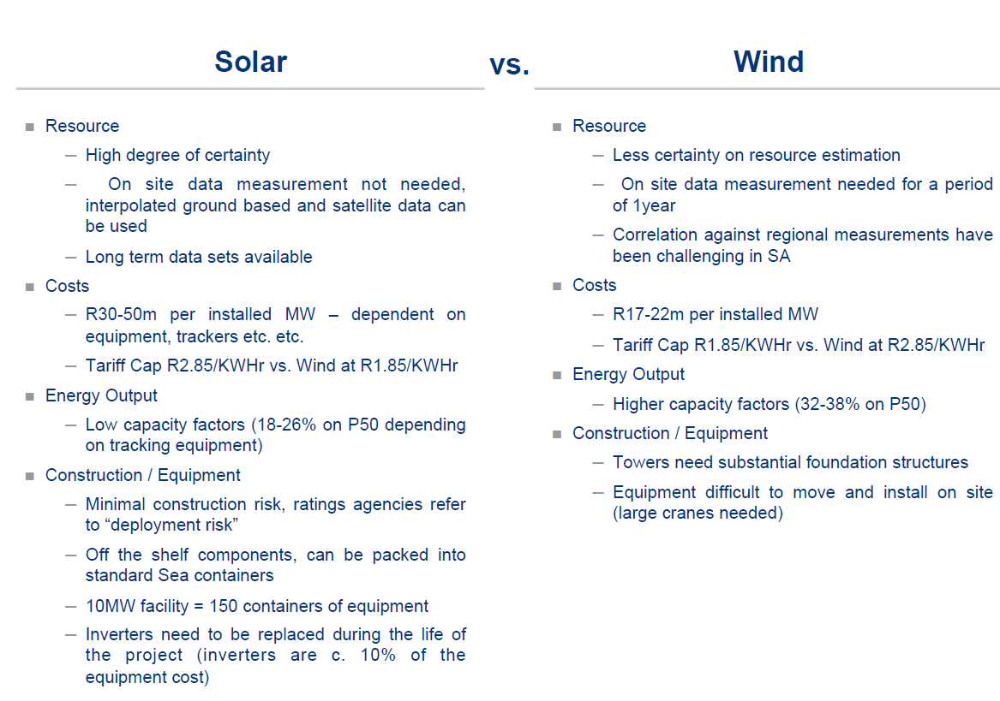 Solar
vs.
Wind
■ Resource
— High degree of certainty
— On site data measurement not needed,
interpolated ground based and satellite data can
be used
— Long term data sets available
■ Costs
— R30-50m per installed MW – dependent on
equipment, trackers etc. etc.
— Tariff Cap R2.85/KWHr vs. Wind at R1.85/KWHr
■ Energy Output
— Low capacity factors (18-26% on P50 depending
on tracking equipment)
■ Construction / Equipment
— Minimal construction risk, ratings agencies refer
to “deployment risk”
— Off the shelf components, can be packed into
standard Sea containers
— 10MW facility = 150 containers of equipment
— Inverters need to be replaced during the life of
the project (inverters are c. 10% of the
equipment cost)
■ Resource
— Less certainty on resource estimation
— On site data measurement needed for a period
of 1year
— Correlation against regional measurements have
been challenging in SA
■ Costs
— R17-22m per installed MW
— Tariff Cap R1.85/KWHr vs. Wind at R2.85/KWHr
■ Energy Output
— Higher capacity factors (32-38% on P50)
■ Construction / Equipment
— Towers need substantial foundation structures
— Equipment difficult to move and install on site
(large cranes needed)